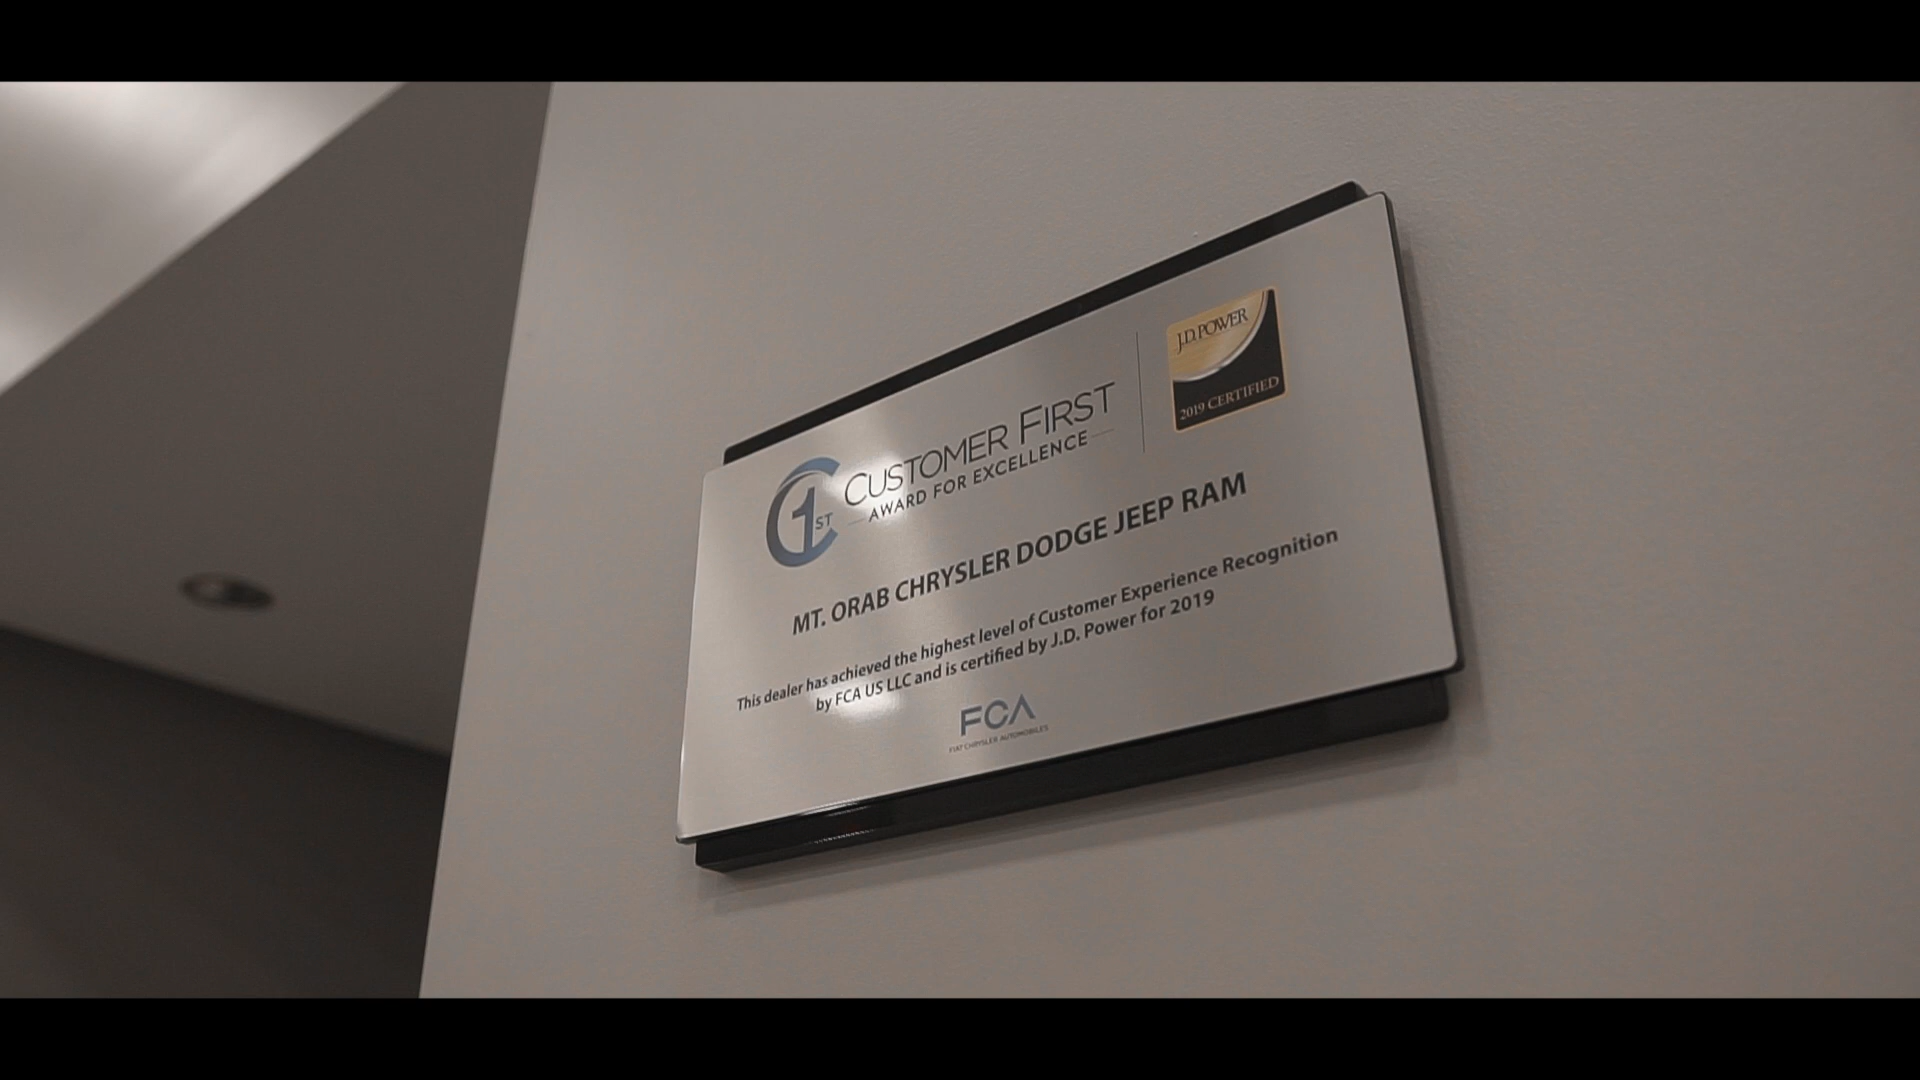 J.D. POWER
2019 CERTIFIED
C1ST CUSTOMER FIRST
AWARD FOR EXCELLENCE
MT. ORAB CHRYSLER DODGE JEEP RAM
This dealer has achieved the highest level of Customer Experience Recognition
by FCA US LLC and is certified by J.D. Power for 2019
FCA
FIAT CHRYSLER AUTOMOBILES